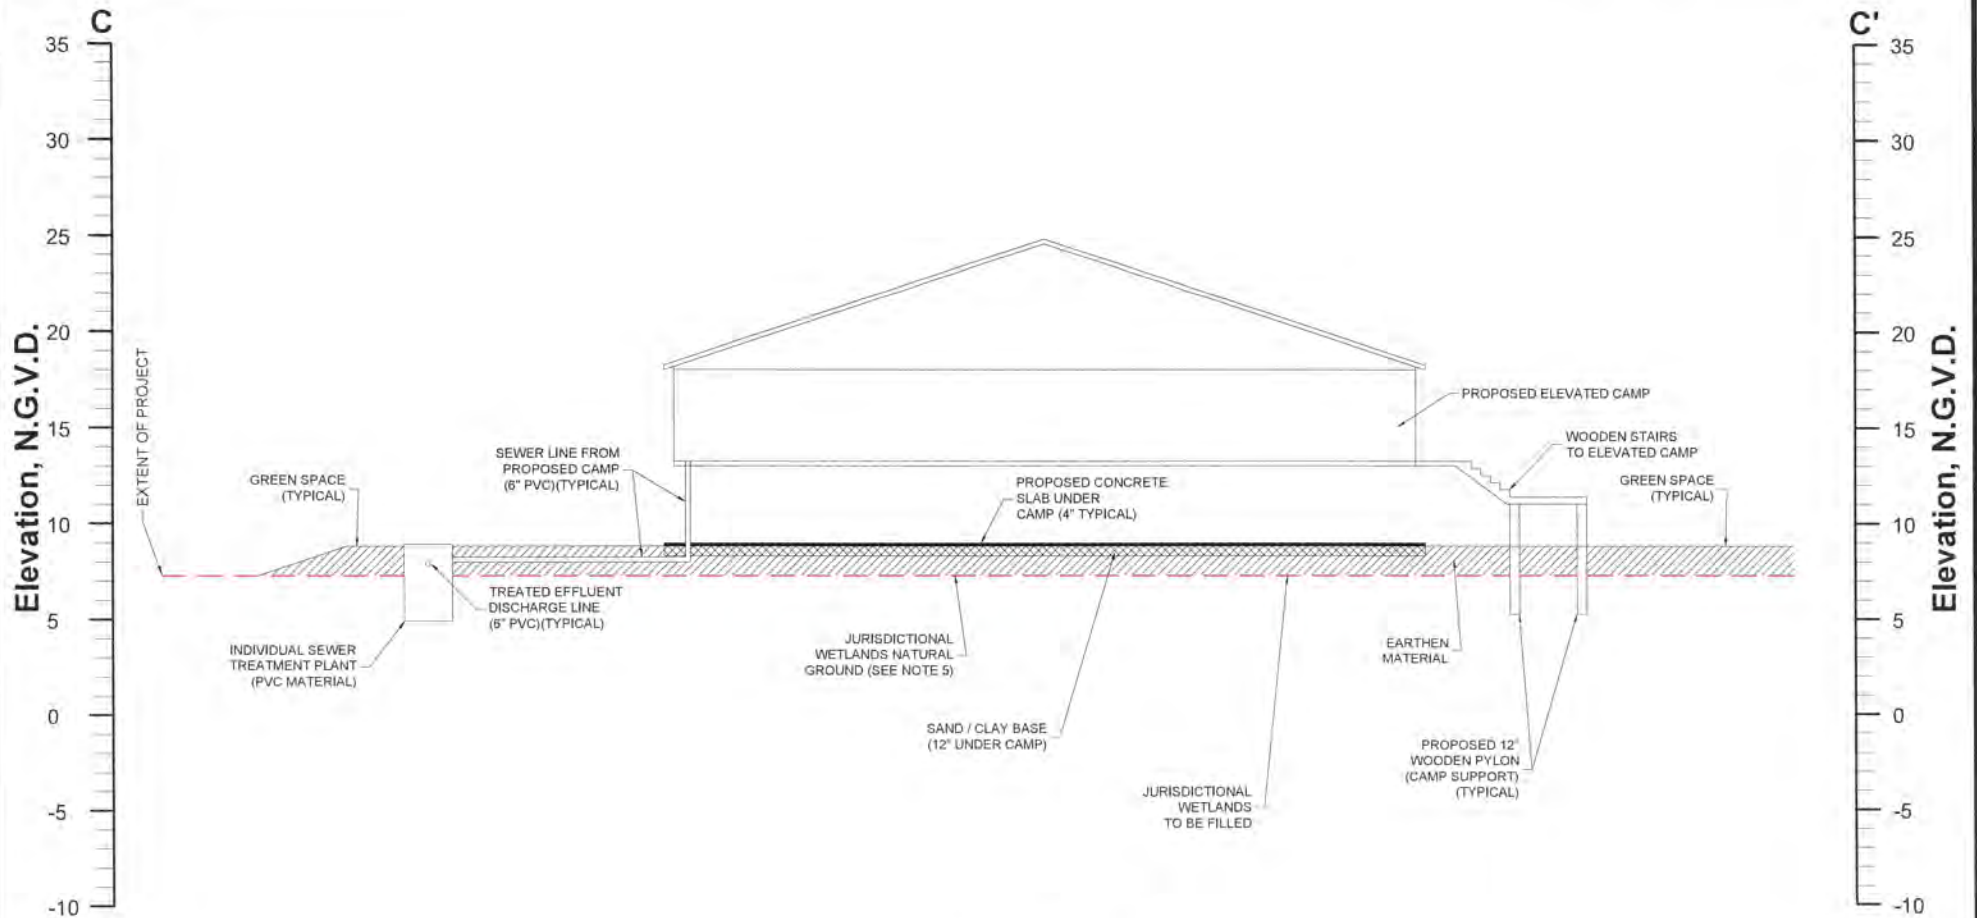 C
C'
35
30
25
20
15
10
5
0
-5
-10
Elevation, N.G.V.D.
EXTENT OF PROJECT
GREEN SPACE
(TYPICAL)
SEWER LINE FROM
PROPOSED CAMP
(6" PVC)(TYPICAL)
PROPOSED CONCRETE
SLAB UNDER
CAMP (4" TYPICAL)
PROPOSED ELEVATED CAMP
WOODEN STAIRS
TO ELEVATED CAMP
GREEN SPACE
(TYPICAL)
TREATED EFFLUENT
DISCHARGE LINE
(6" PVC)(TYPICAL)
INDIVIDUAL SEWER
TREATMENT PLANT
(PVC MATERIAL)
JURISDICTIONAL
WETLANDS NATURAL
GROUND (SEE NOTE 5)
EARTHEN
MATERIAL
SAND / CLAY BASE
(12" UNDER CAMP)
JURISDICTIONAL
WETLANDS
TO BE FILLED
PROPOSED 12"
WOODEN PYLON
(CAMP SUPPORT)
(TYPICAL)
35
30
25
20
15
10
5
0
-5
-10
Elevation, N.G.V.D.